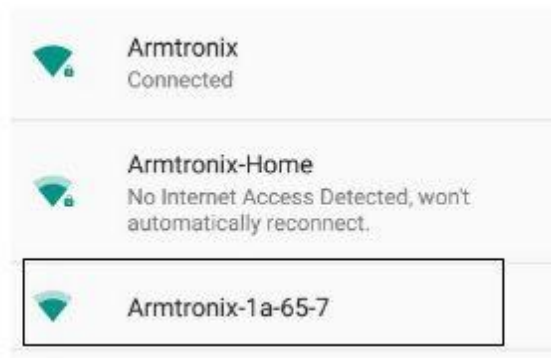 Armtronix
Connected
Armtronix-Home
No Internet Access Detected, won't
automatically reconnect.
Armtronix-1a-65-7